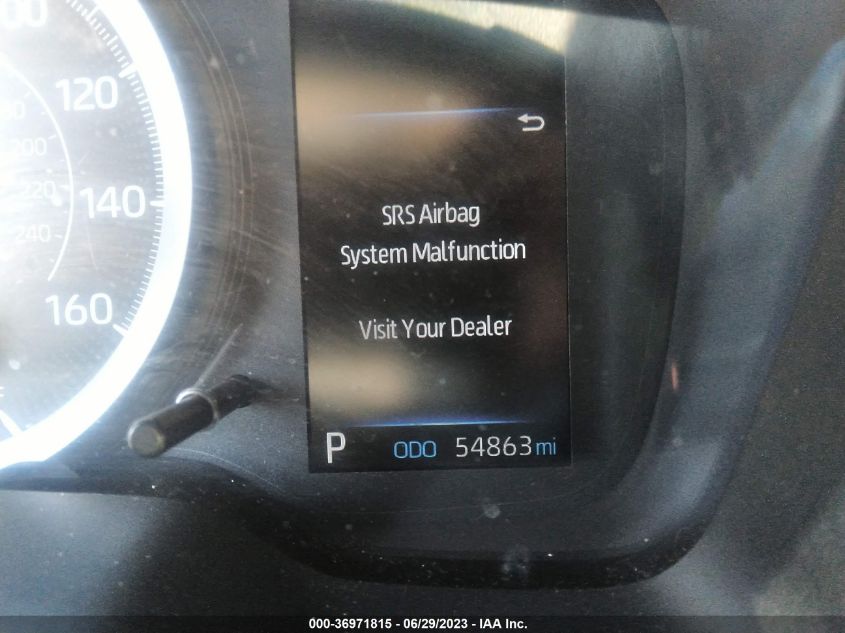 120
200
220
140
240
160
SRS Airbag
System Malfunction
Visit Your Dealer
P ODO 54863 mi
000-36971815 - 06/29/2023 - IAA Inc.